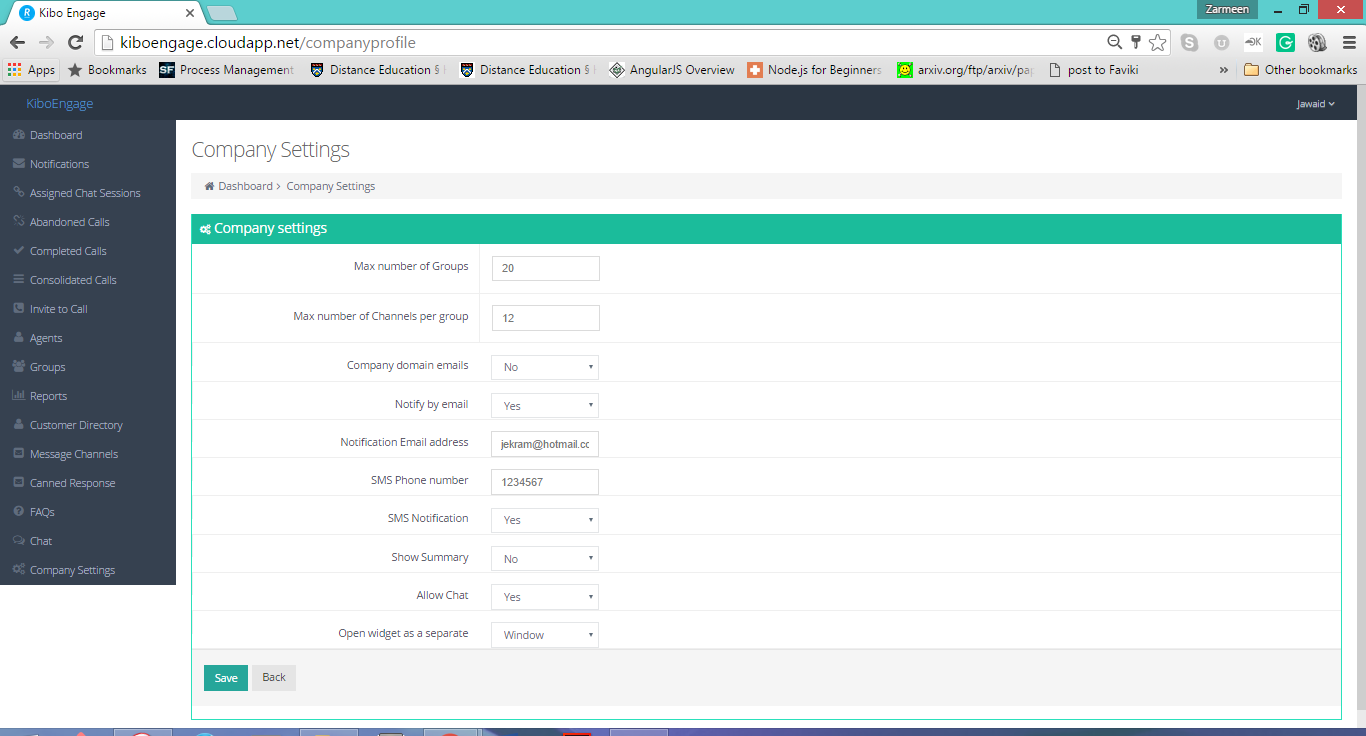 Kibo Engage
Zarmeen
kiboengage.cloudapp.net/companyprofile
Apps Bookmarks SF Process Management Distance Education § Distance Education § AngularJS Overview Node.js for Beginners arxiv.org/ftp/arxiv/pap post to Faviki » Other bookmarks
KiboEngage
Jawaid
Dashboard
Notifications
Assigned Chat Sessions
Abandoned Calls
Completed Calls
Consolidated Calls
Invite to Call
Agents
Groups
Reports
Customer Directory
Message Channels
Canned Response
FAQs
Chat
Company Settings
Company Settings
Dashboard > Company Settings
Company settings
Max number of Groups 20
Max number of Channels per group 12
Company domain emails No
Notify by email Yes
Notification Email address jekram@hotmail.cc
SMS Phone number 1234567
SMS Notification Yes
Show Summary No
Allow Chat Yes
Open widget as a separate Window
Save Back